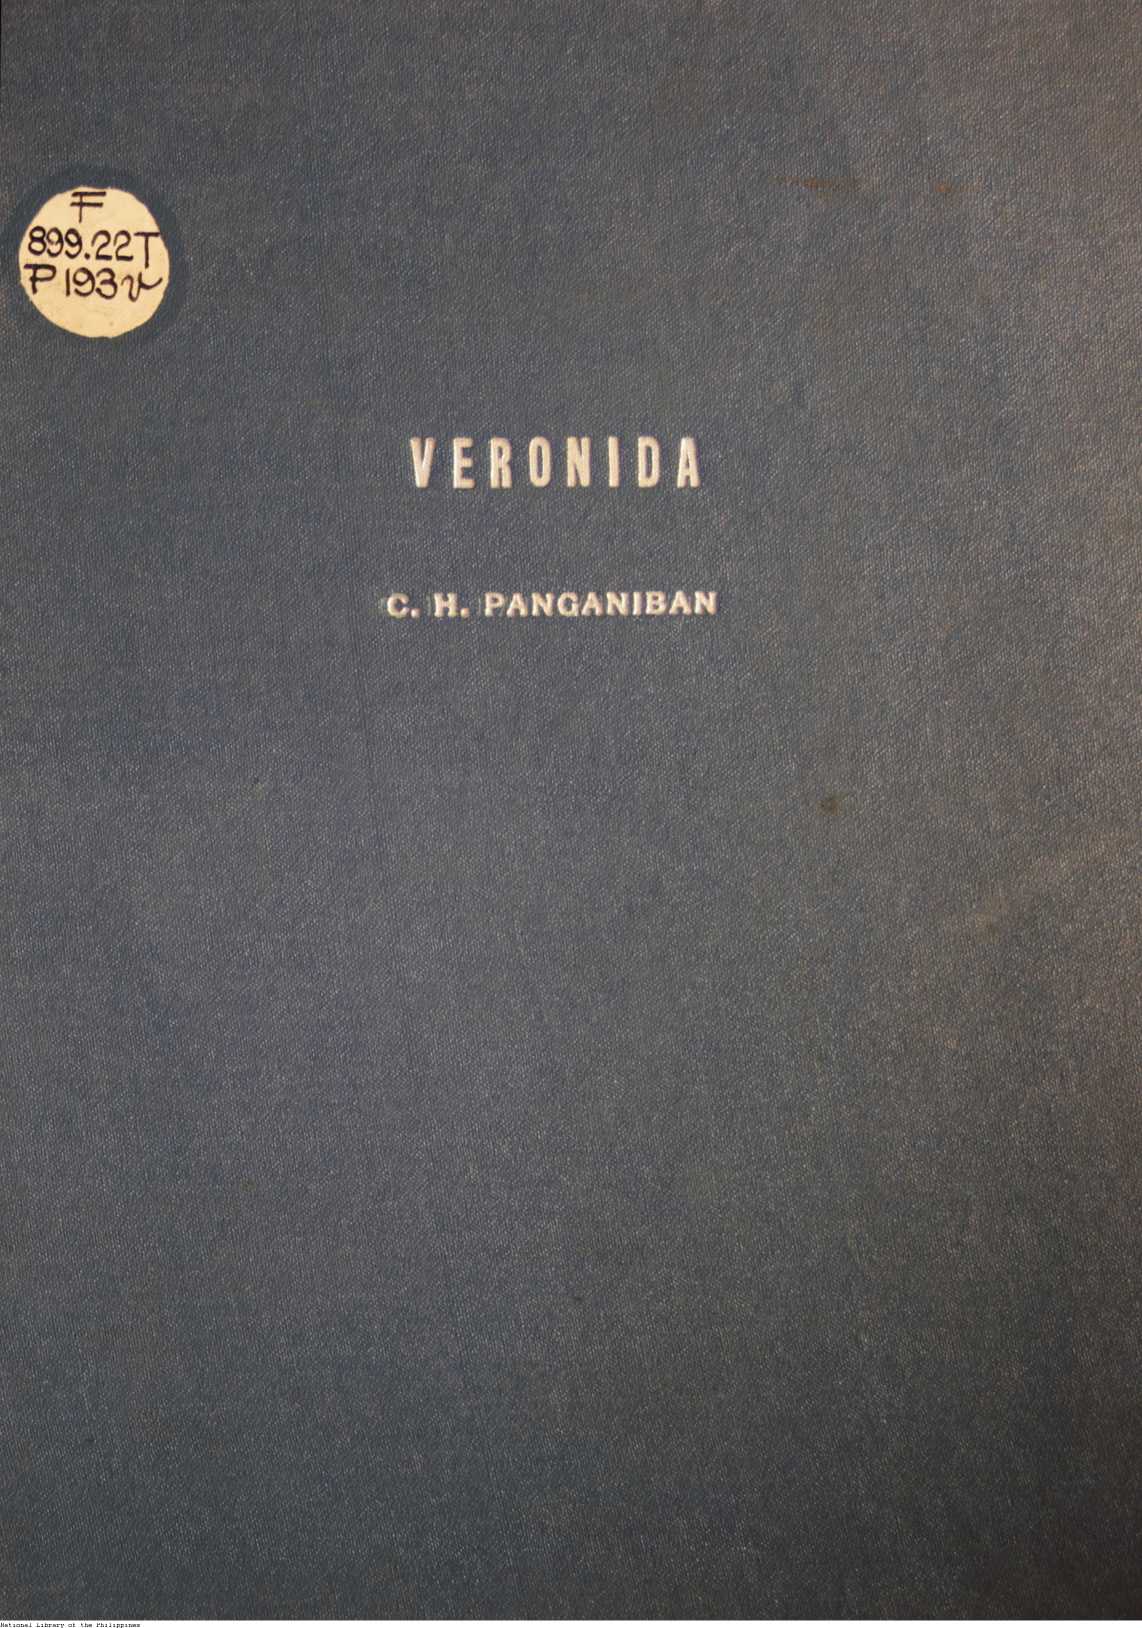 F
899.22T
P193v
VERONIDA
C. H. PANGANIBAN
National Library of the Philippines